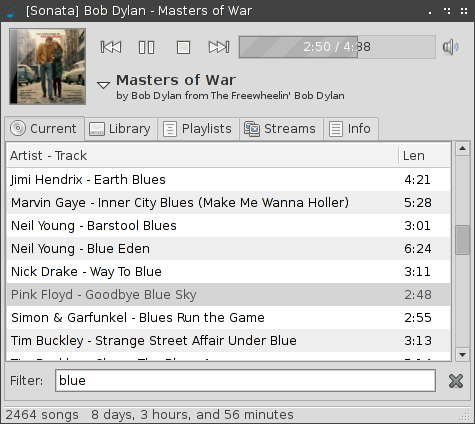 [Sonata] Bob Dylan - Masters of War
2:50 / 4:38
Masters of War
by Bob Dylan from The Freewheelin' Bob Dylan
Current Library Playlists Streams Info
Artist - Track Len
Jimi Hendrix - Earth Blues 4:21
Marvin Gaye - Inner City Blues (Make Me Wanna Holler) 5:28
Neil Young - Barstool Blues 3:01
Neil Young - Blue Eden 6:24
Nick Drake - Way To Blue 3:11
Pink Floyd - Goodbye Blue Sky 2:48
Simon & Garfunkel - Blues Run the Game 2:55
Tim Buckley - Strange Street Affair Under Blue 3:13
Filter: blue
2464 songs 8 days, 3 hours, and 56 minutes